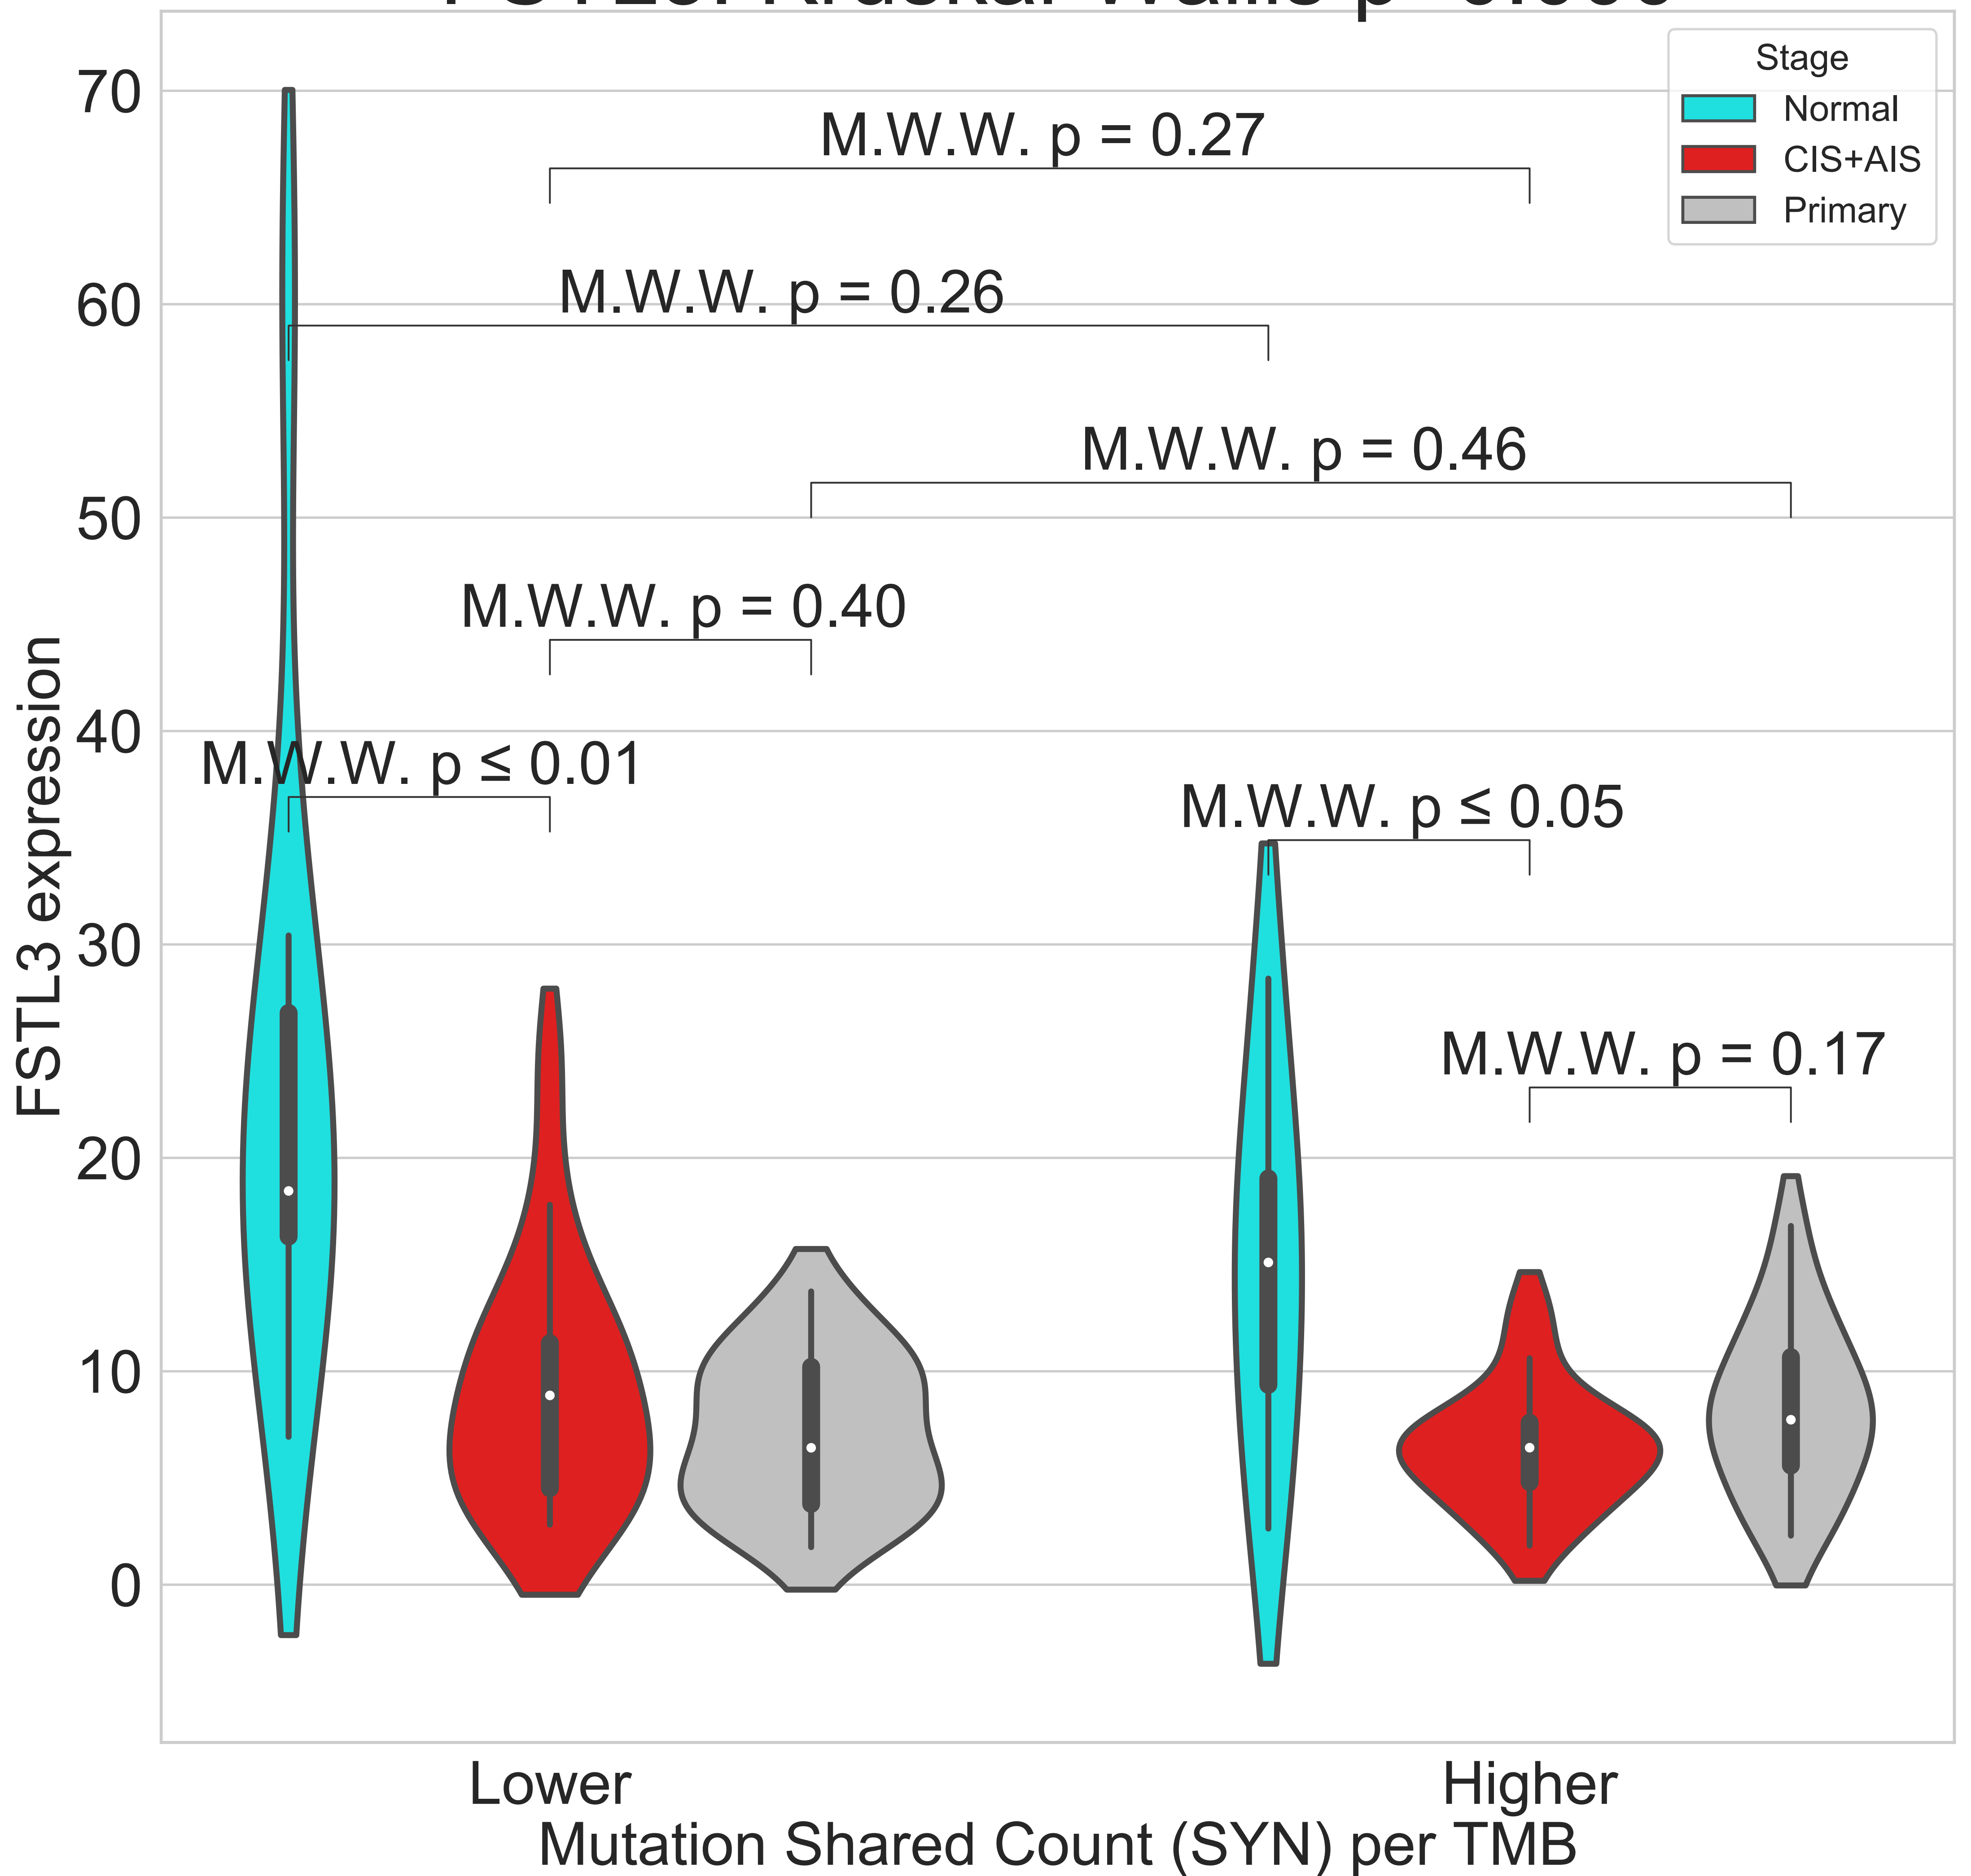 Stage
Normal
CIS+AIS
Primary
70
60
50
40
30
20
10
0
FSTL3 expression
M.W.W. p = 0.27
M.W.W. p = 0.26
M.W.W. p = 0.46
M.W.W. p = 0.40
M.W.W. p ≤ 0.01
M.W.W. p ≤ 0.05
M.W.W. p = 0.17
Lower
Higher
Mutation Shared Count (SYN) per TMB